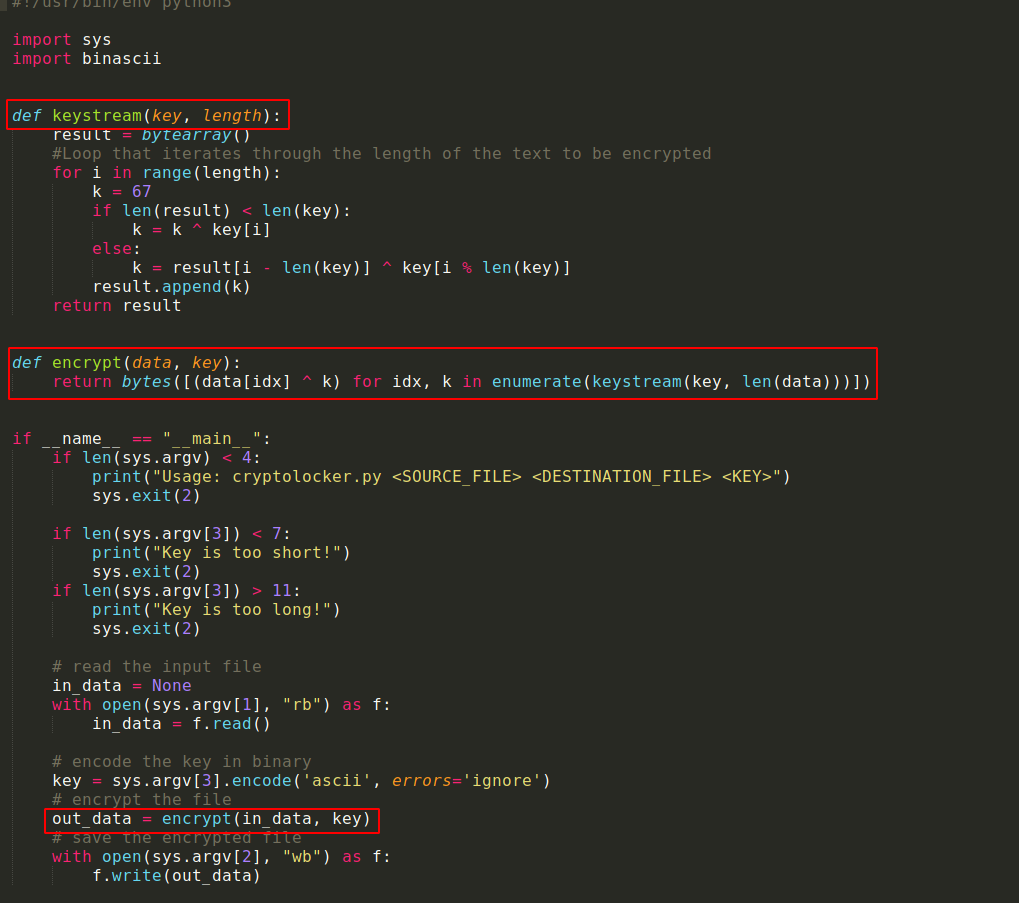 #!/usr/bin/env python3
import sys
import binascii
def keystream(key, length):
    result = bytearray()
    #Loop that iterates through the length of the text to be encrypted
    for i in range(length):
        k = 67
        if len(result) < len(key):
            k = k ^ key[i]
        else:
            k = result[i - len(key)] ^ key[i % len(key)]
        result.append(k)
    return result
def encrypt(data, key):
    return bytes([(data[idx] ^ k) for idx, k in enumerate(keystream(key, len(data)))])
if __name__ == "__main__":
    if len(sys.argv) < 4:
        print("Usage: cryptolocker.py <SOURCE_FILE> <DESTINATION_FILE> <KEY>")
        sys.exit(2)
    if len(sys.argv[3]) < 7:
        print("Key is too short!")
        sys.exit(2)
    if len(sys.argv[3]) > 11:
        print("Key is too long!")
        sys.exit(2)
    # read the input file
    in_data = None
    with open(sys.argv[1], "rb") as f:
        in_data = f.read()
    # encode the key in binary
    key = sys.argv[3].encode('ascii', errors='ignore')
    # encrypt the file
    out_data = encrypt(in_data, key)
    # save the encrypted file
    with open(sys.argv[2], "wb") as f:
        f.write(out_data)